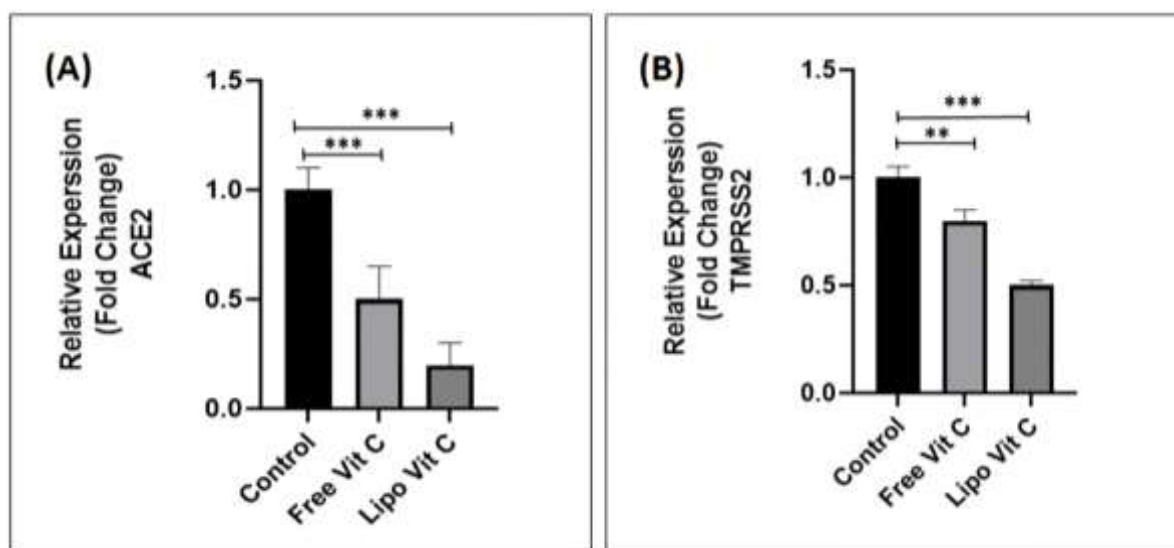 (A)
Relative Experssion
(Fold Change)
ACE2
1.5
1.0
0.5
0.0
***
***
Control
Free Vit C
Lipo Vit C
(B)
Relative Experssion
(Fold Change)
TMPRSS2
1.5
1.0
0.5
0.0
***
**
Control
Free Vit C
Lipo Vit C